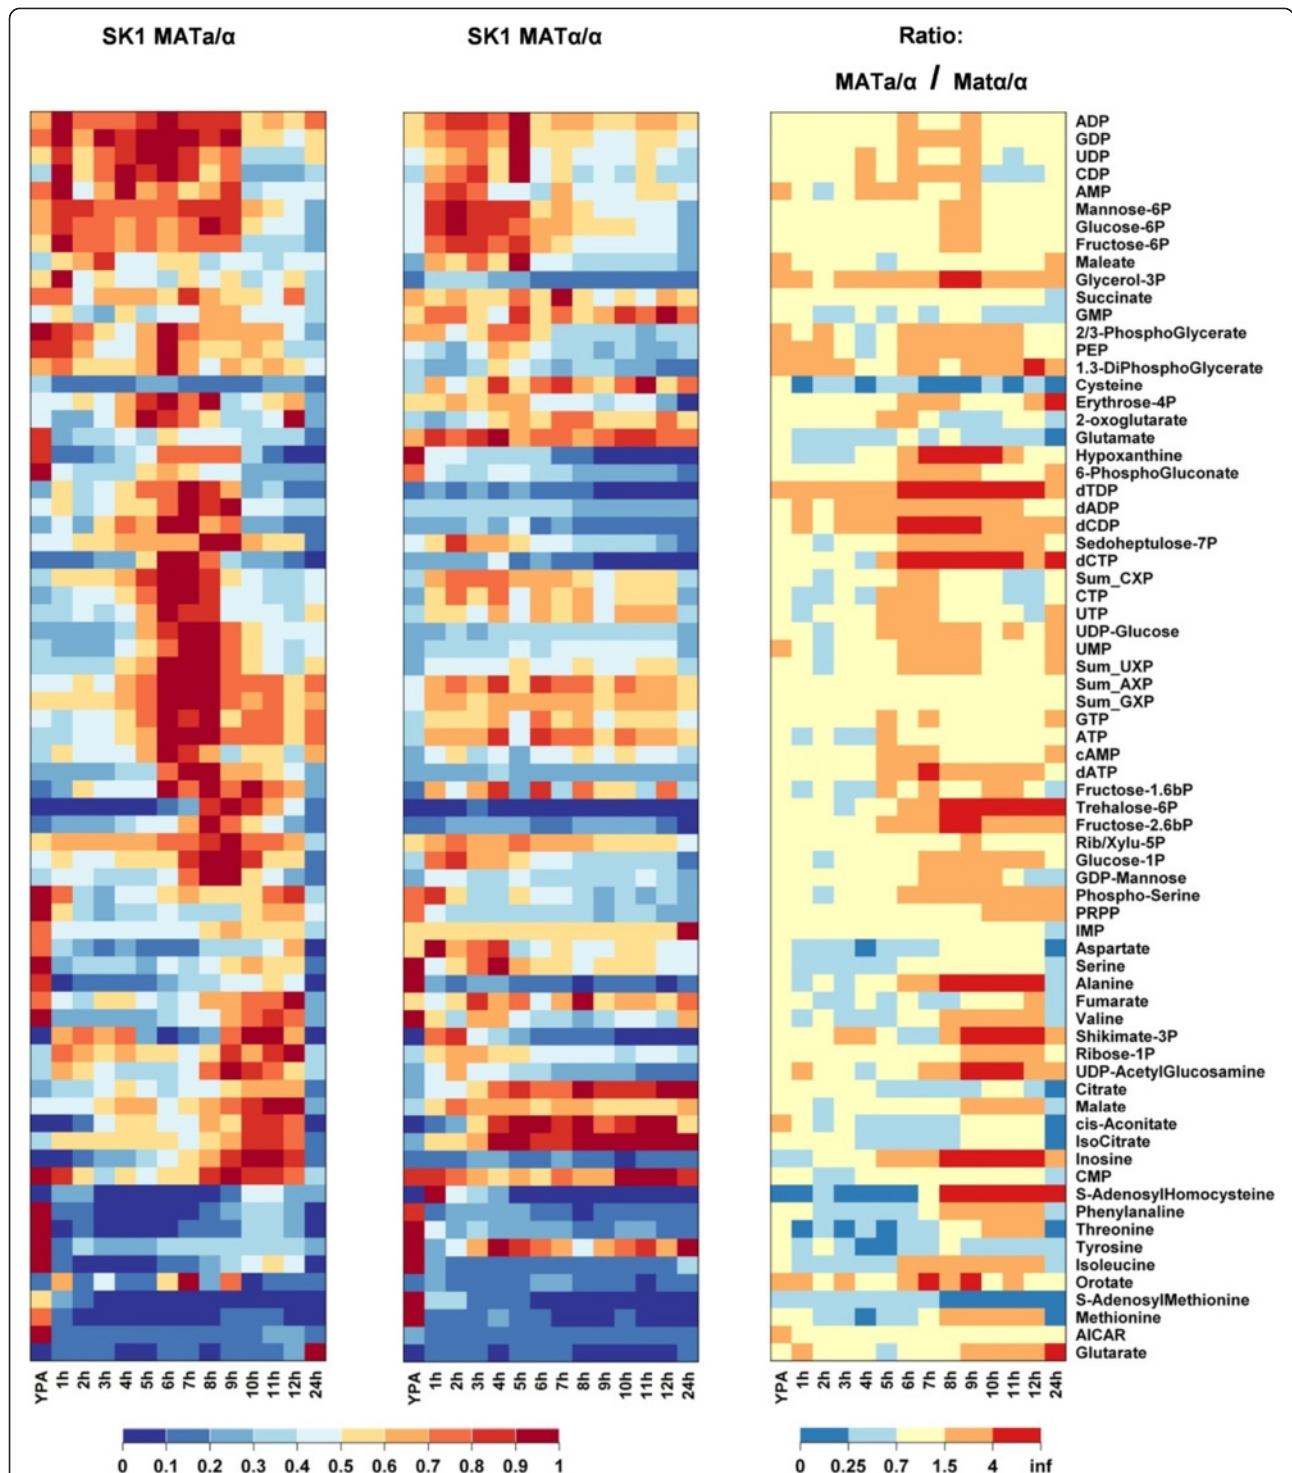 SK1 MATa/α
SK1 MATα/α
Ratio:
MATa/α / Matα/α
ADP
GDP
UDP
CDP
AMP
Mannose-6P
Glucose-6P
Fructose-6P
Maleate
Glycerol-3P
Succinate
GMP
2/3-PhosphoGlycerate
PEP
1.3-DiPhosphoGlycerate
Cysteine
Erythrose-4P
2-oxoglutarate
Glutamate
Hypoxanthine
6-PhosphoGluconate
dTDP
dADP
dCDP
Sedoheptulose-7P
dCTP
Sum_CXP
CTP
UTP
UDP-Glucose
UMP
Sum_UXP
Sum_AXP
Sum_GXP
GTP
ATP
cAMP
dATP
Fructose-1.6bP
Trehalose-6P
Fructose-2.6bP
Rib/Xylu-5P
Glucose-1P
GDP-Mannose
Phospho-Serine
PRPP
IMP
Aspartate
Serine
Alanine
Fumarate
Valine
Shikimate-3P
Ribose-1P
UDP-AcetylGlucosamine
Citrate
Malate
cis-Aconitate
IsoCitrate
Inosine
CMP
S-AdenosylHomocysteine
Phenylanaline
Threonine
Tyrosine
Isoleucine
Orotate
S-AdenosylMethionine
Methionine
AICAR
Glutarate
YPA 1h 2h 3h 4h 5h 6h 7h 8h 9h 10h 11h 12h 24h
YPA 1h 2h 3h 4h 5h 6h 7h 8h 9h 10h 11h 12h 24h
YPA 1h 2h 3h 4h 5h 6h 7h 8h 9h 10h 11h 12h 24h
0 0.1 0.2 0.3 0.4 0.5 0.6 0.7 0.8 0.9 1
0 0.25 0.7 1.5 4 inf